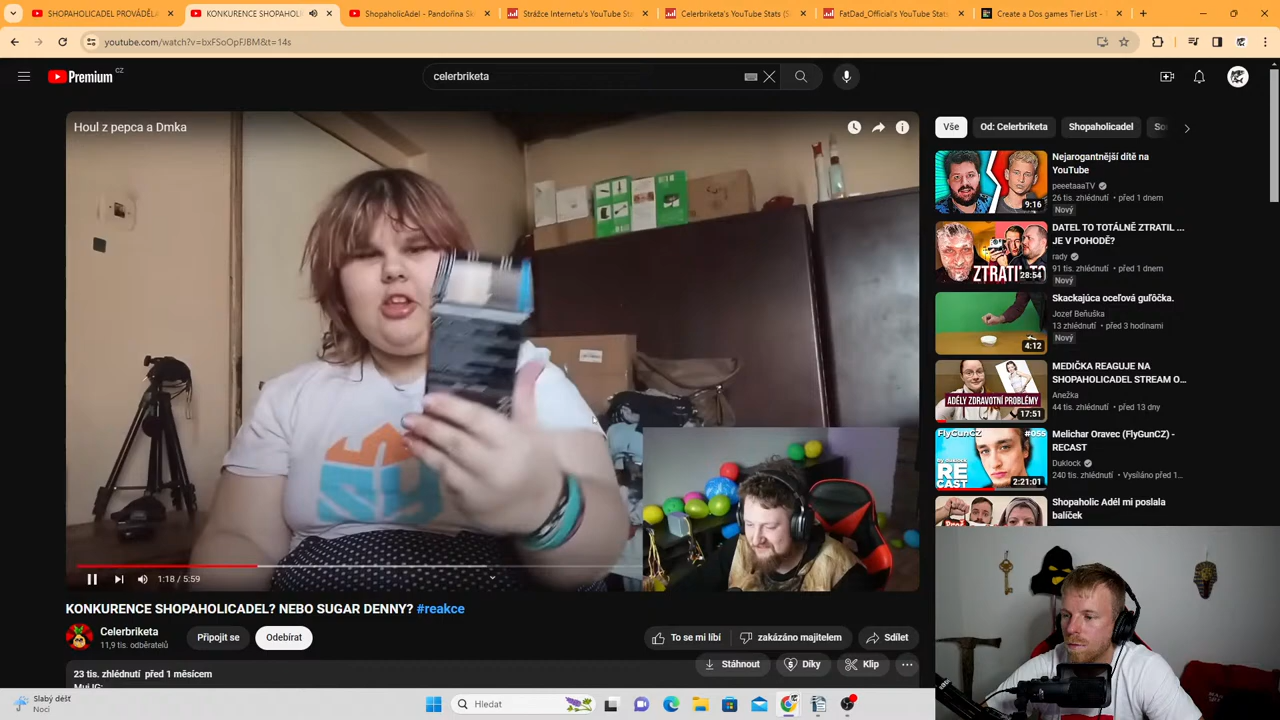 SHOPAHOLICADEL PROVÁDĚL
KONKURENCE SHOPAHOLI
ShopaholicAdel - Pandořina Sk
Strážce Internetu's YouTube Sta
Celerbriketa's YouTube Stats (S
FatDad_Official's YouTube Stats
Create a Dos games Tier List -
youtube.com/watch?v=bxFSoOpFJBM&t=14s
Premium CZ
celerbriketa
Houl z pepca a Dmka
Vše
Od: Celerbriketa
Shopaholicadel
Nejarogantnější dítě na
YouTube
peeetaaaTV
26 tis. zhlédnutí • před 1 dnem
Nový
9:16
DATEL TO TOTÁLNĚ ZTRATIL ...
JE V POHODĚ?
rady
91 tis. zhlédnutí • před 1 dnem
Nový
ZTRATIL TO
28:54
Skackajúca oceľová guľôčka.
Jozef Beňuška
13 zhlédnutí • před 3 hodinami
Nový
4:12
MEDIČKA REAGUJE NA
SHOPAHOLICADEL STREAM O...
Anežka
44 tis. zhlédnutí • před 13 dny
ADÉLY ZDRAVOTNÍ PROBLÉMY
17:51
Melichar Oravec (FlyGunCZ) -
RECAST
Duklock
240 tis. zhlédnutí • Vysíláno před 1...
FlyGunCZ
#055
by duklock
RE
CAST
2:21:01
Shopaholic Adél mi poslala
balíček
1:18 / 5:59
KONKURENCE SHOPAHOLICADEL? NEBO SUGAR DENNY? #reakce
Celerbriketa
11,9 tis. odběratelů
Připojit se
Odebírat
To se mi líbí
zakázáno majitelem
Sdílet
23 tis. zhlédnutí před 1 měsícem
Stáhnout
Díky
Klip
Muj IG:
Slabý déšť
Noci
Hledat